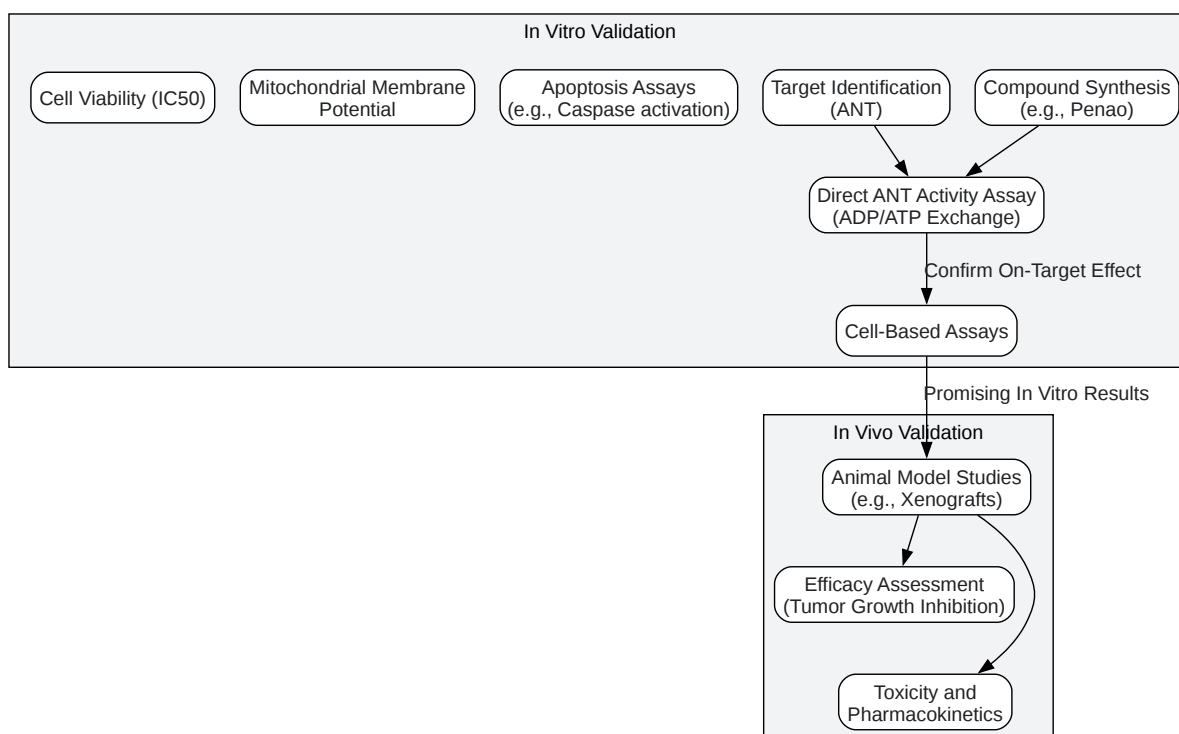 In Vitro Validation
Cell Viability (IC50)
Mitochondrial Membrane
Potential
Apoptosis Assays
(e.g., Caspase activation)
Target Identification
(ANT)
Compound Synthesis
(e.g., Penao)
Direct ANT Activity Assay
(ADP/ATP Exchange)
Confirm On-Target Effect
Cell-Based Assays
Promising In Vitro Results
In Vivo Validation
Animal Model Studies
(e.g., Xenografts)
Efficacy Assessment
(Tumor Growth Inhibition)
Toxicity and
Pharmacokinetics